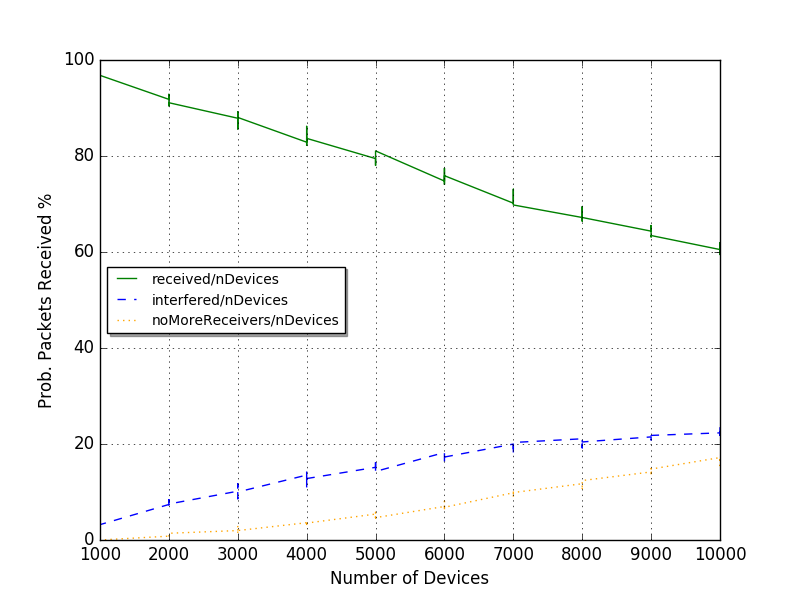 100
80
60
40
20
0
Prob. Packets Received %
received/nDevices
interfered/nDevices
noMoreReceivers/nDevices
1000 2000 3000 4000 5000 6000 7000 8000 9000 10000
Number of Devices